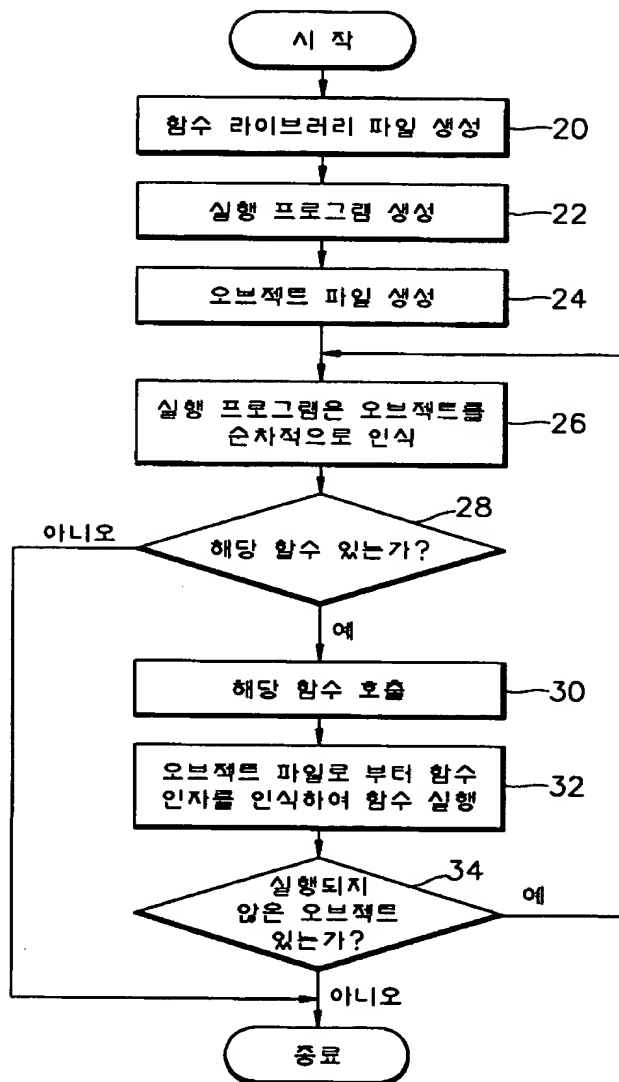 시 작
함수 라이브러리 파일 생성
20
실행 프로그램 생성
22
오브젝트 파일 생성
24
실행 프로그램은 오브젝트를
순차적으로 인식
26
28
아니오
해당 함수 있는가?
예
해당 함수 호출
30
오브젝트 파일로 부터 함수
인자를 인식하여 함수 실행
32
34
실행되지
않은 오브젝트
있는가?
예
아니오
종료